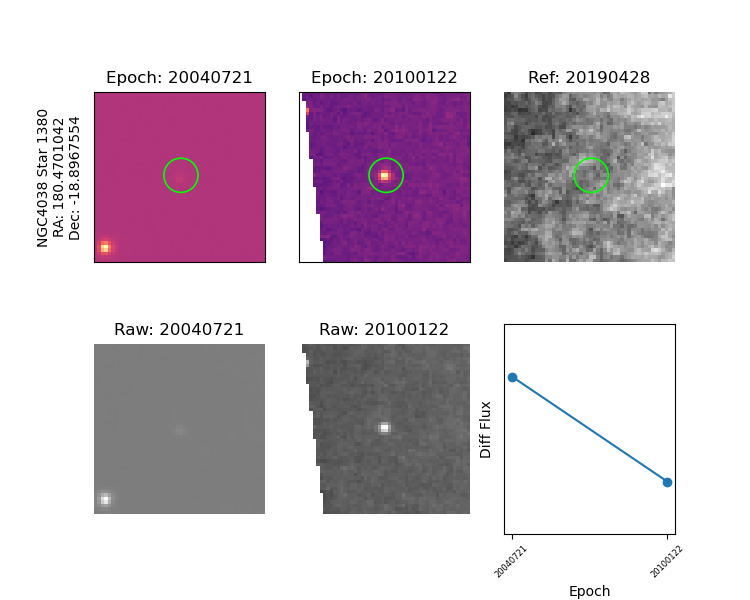 NGC4038 Star 1380
RA: 180.4701042
Dec: -18.8967554
Epoch: 20040721
Epoch: 20100122
Ref: 20190428
Raw: 20040721
Raw: 20100122
Diff Flux
20040721
20100122
Epoch